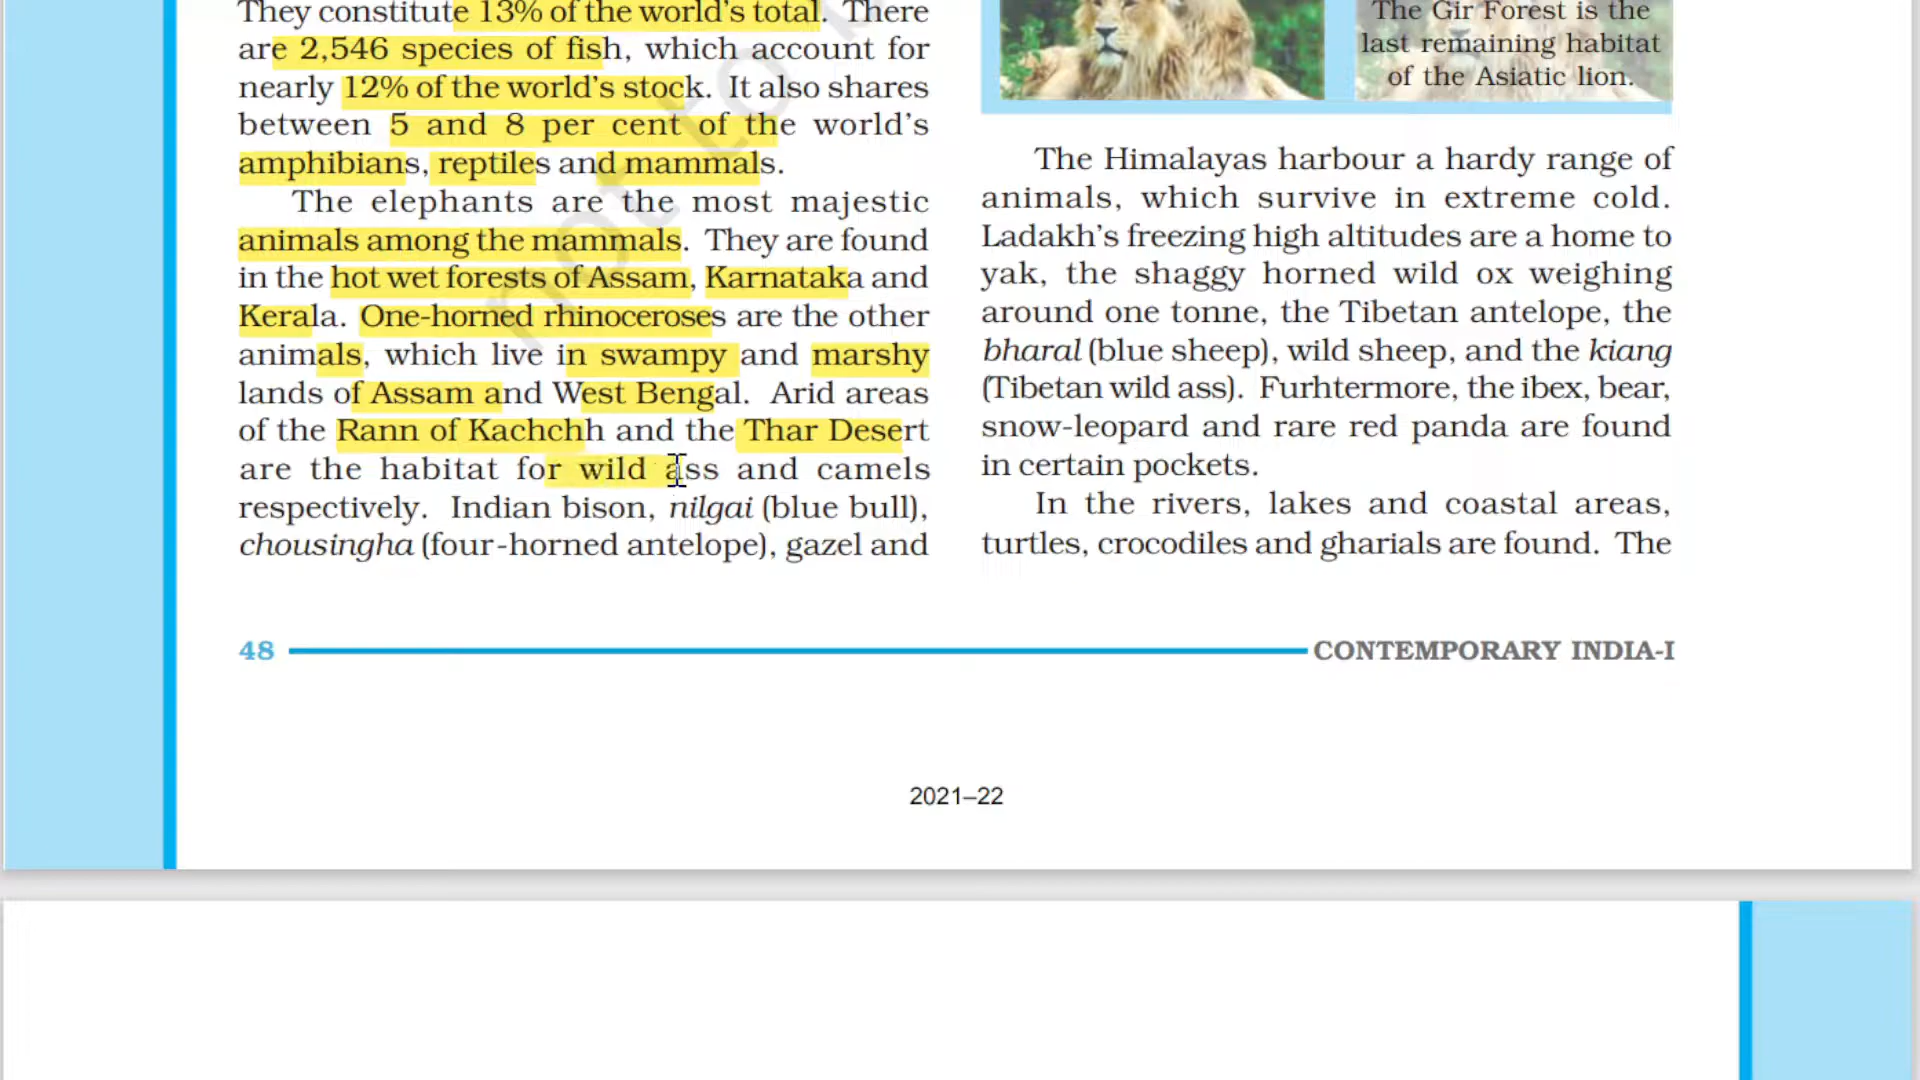 They constitute 13% of the world's total. There
are 2,546 species of fish, which account for
nearly 12% of the world's stock. It also shares
between 5 and 8 per cent of the world's
amphibians, reptiles and mammals.
The elephants are the most majestic
animals among the mammals. They are found
in the hot wet forests of Assam, Karnataka and
Kerala. One-horned rhinoceroses are the other
animals, which live in swampy and marshy
lands of Assam and West Bengal. Arid areas
of the Rann of Kachchh and the Thar Desert
are the habitat for wild ass and camels
respectively. Indian bison, nilgai (blue bull),
chousingha (four-horned antelope), gazel and
The Gir Forest is the
last remaining habitat
of the Asiatic lion.
The Himalayas harbour a hardy range of
animals, which survive in extreme cold.
Ladakh's freezing high altitudes are a home to
yak, the shaggy horned wild ox weighing
around one tonne, the Tibetan antelope, the
bharal (blue sheep), wild sheep, and the kiang
(Tibetan wild ass). Furhtermore, the ibex, bear,
snow-leopard and rare red panda are found
in certain pockets.
In the rivers, lakes and coastal areas,
turtles, crocodiles and gharials are found. The
48
CONTEMPORARY INDIA-I
2021–22
not to